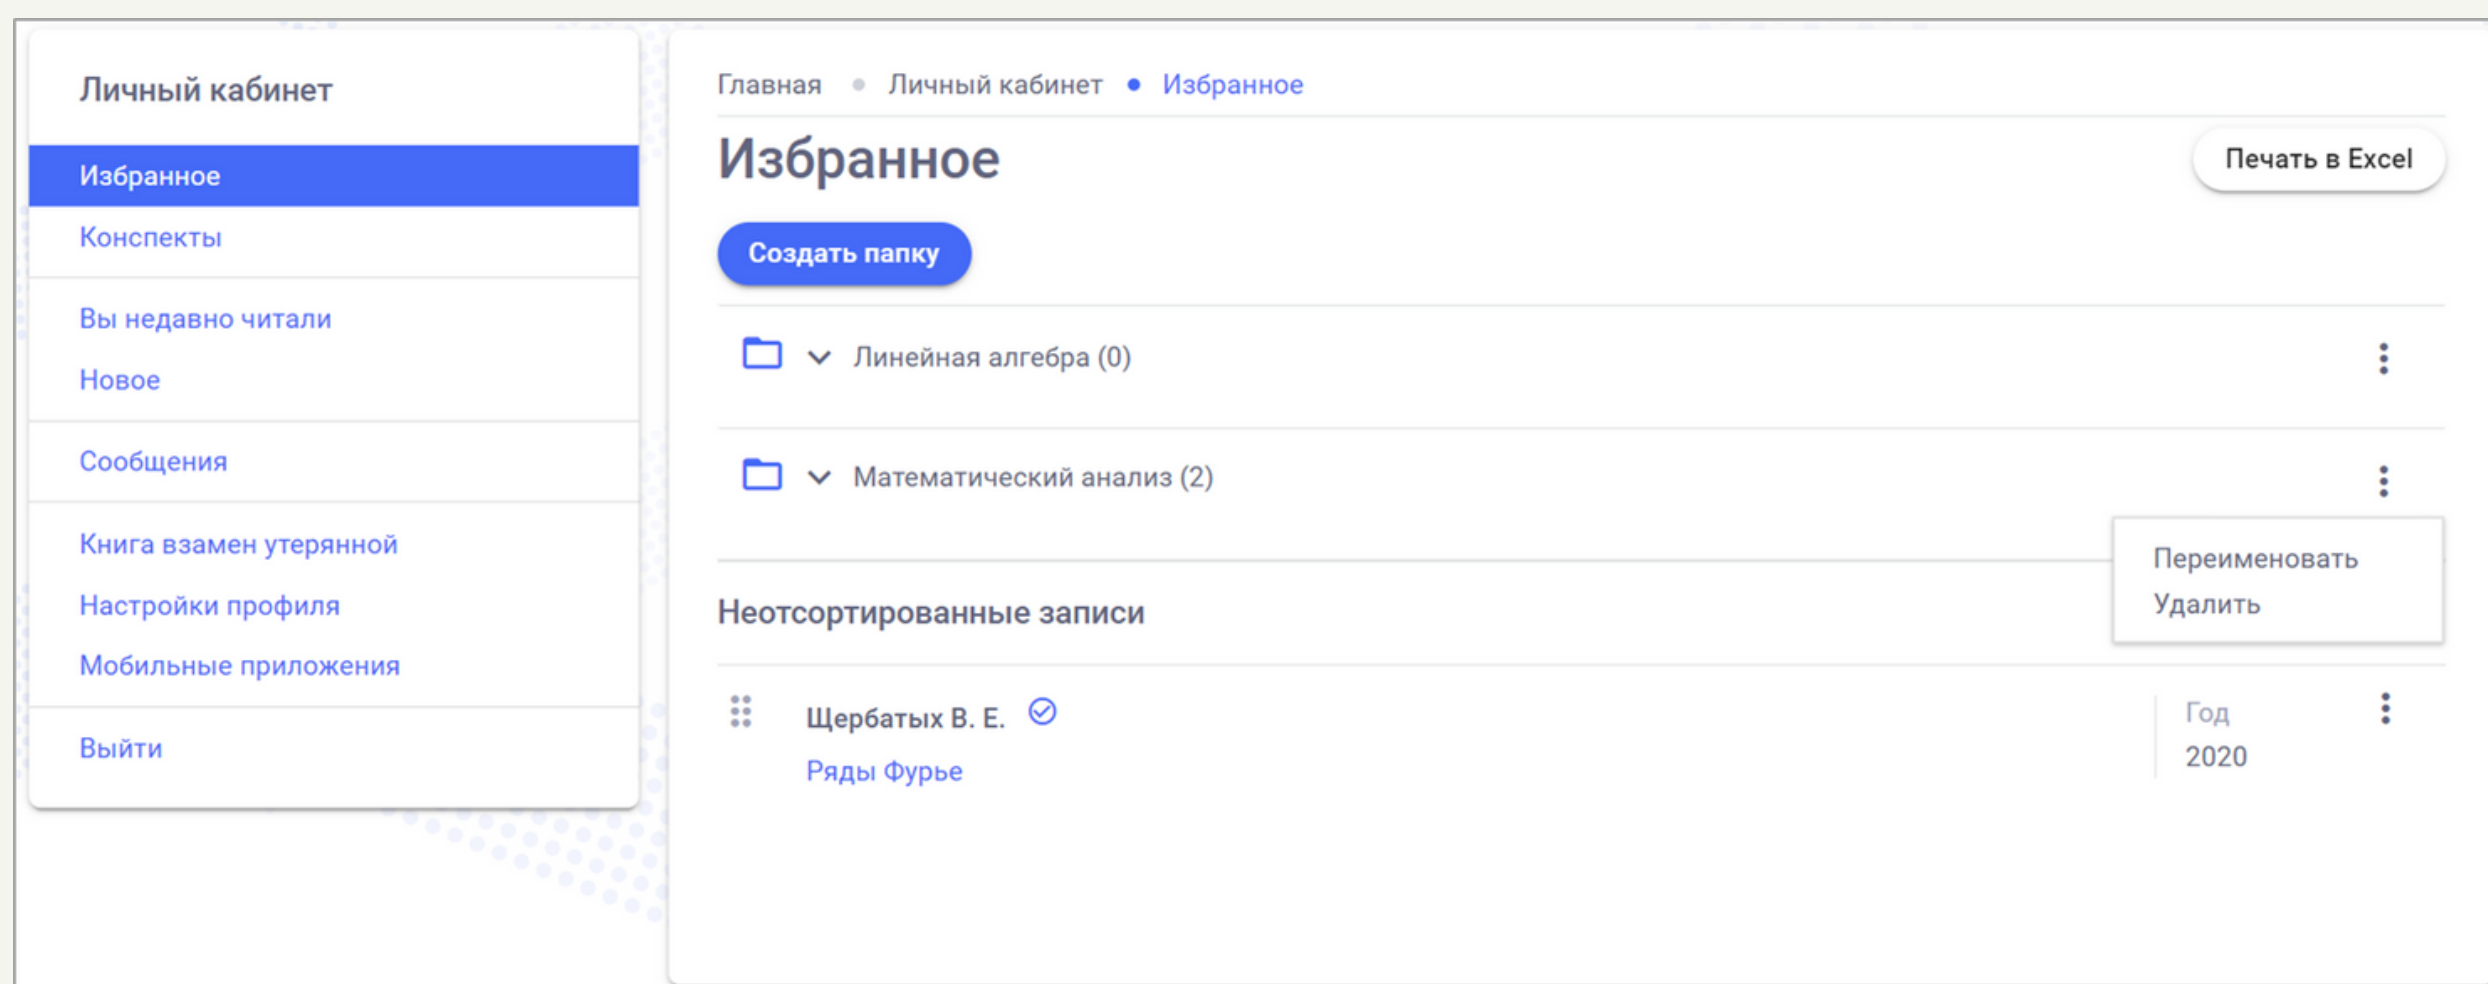 Личный кабинет
Избранное
Конспекты
Вы недавно читали
Новое
Сообщения
Книга взамен утерянной
Настройки профиля
Мобильные приложения
Выйти
Главная • Личный кабинет • Избранное
Избранное
Печать в Excel
Создать папку
Линейная алгебра (0)
Математический анализ (2)
Переименовать
Удалить
Неотсортированные записи
Щербатых В. Е.
Ряды Фурье
Год
2020